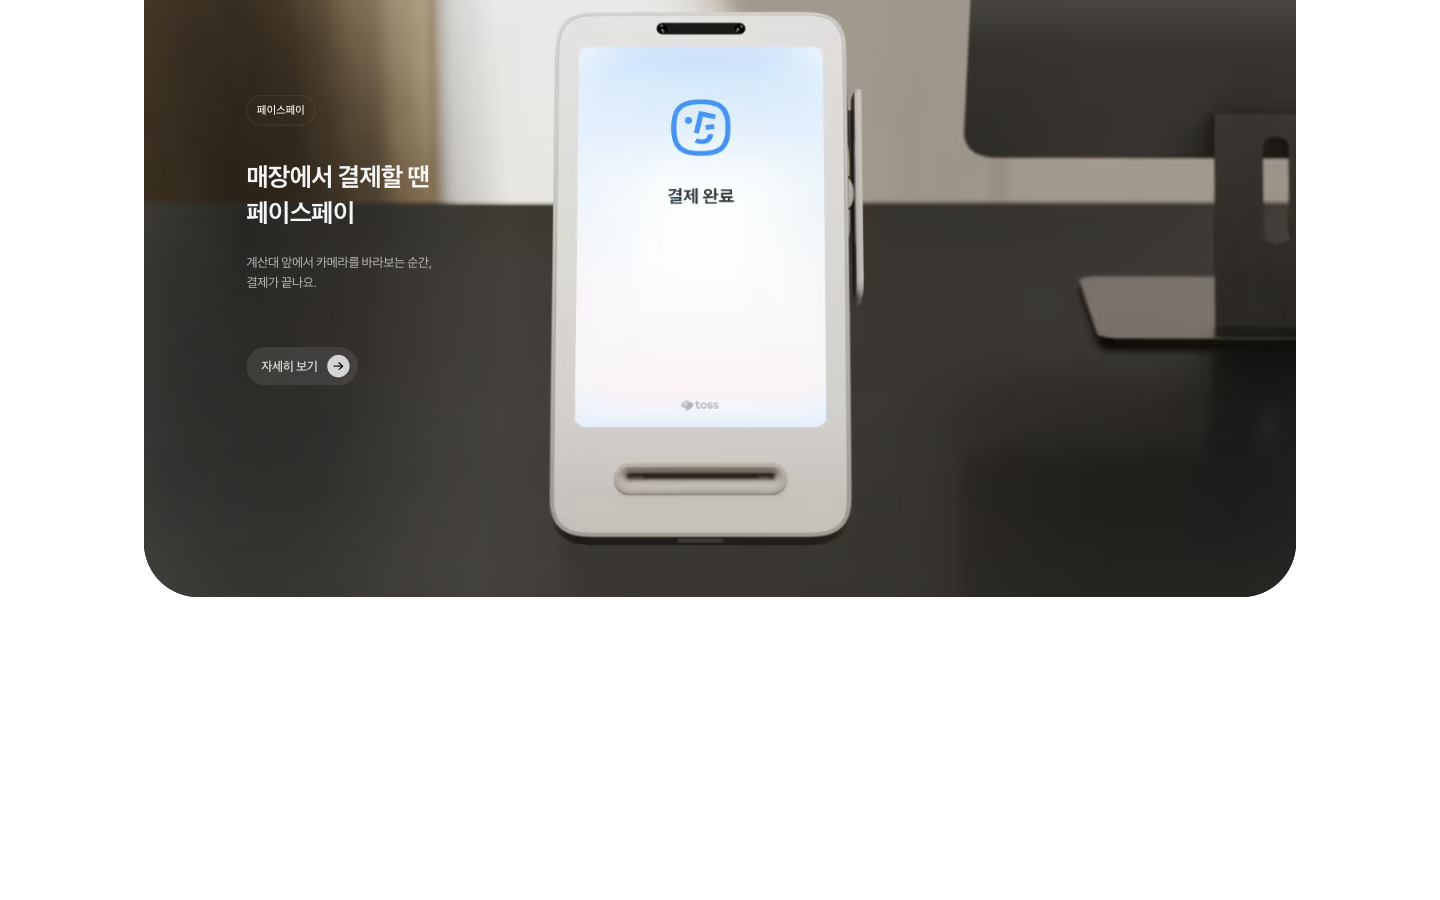 페이스페이
매장에서 결제할 땐
페이스페이
계산대 앞에서 카메라를 바라보는 순간,
결제가 끝나요.
자세히 보기
결제 완료
toss